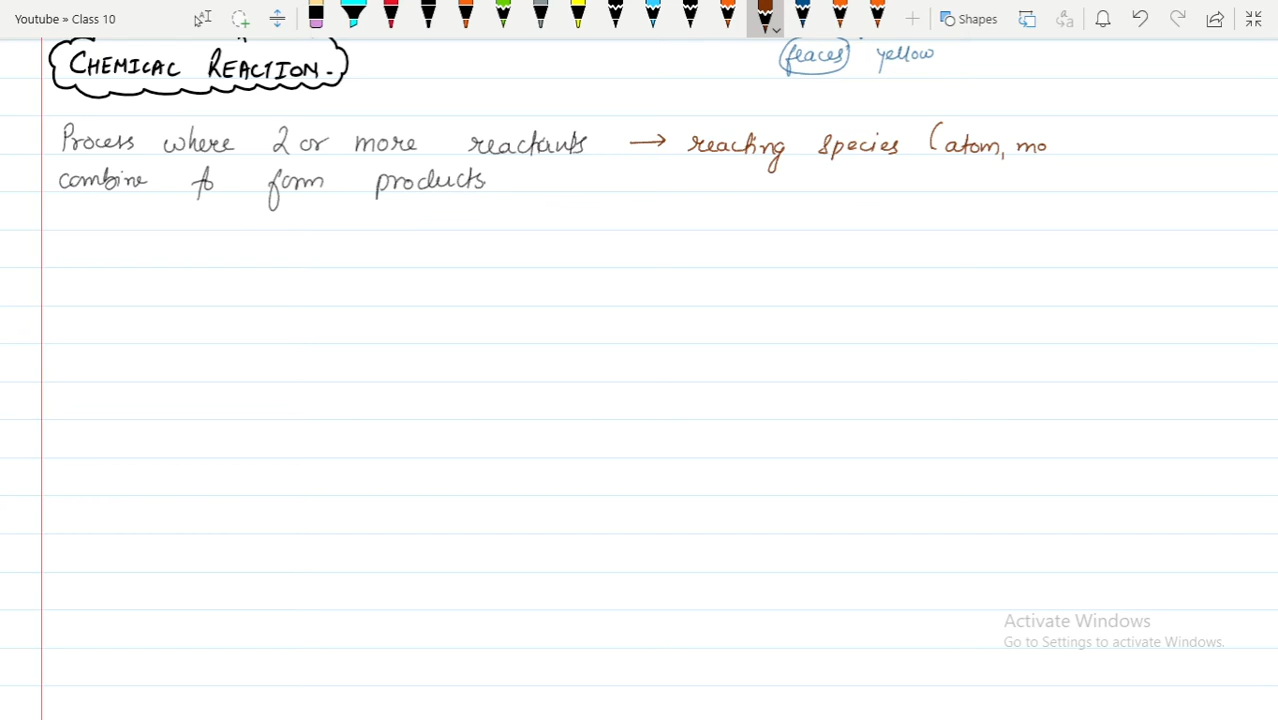 Youtube » Class 10
Shapes
CHEMICAL REACTION.
(feaces) yellow
Process where 2 or more reactants → reacting species (atom, mo
combine to form products
Activate Windows
Go to Settings to activate Windows.